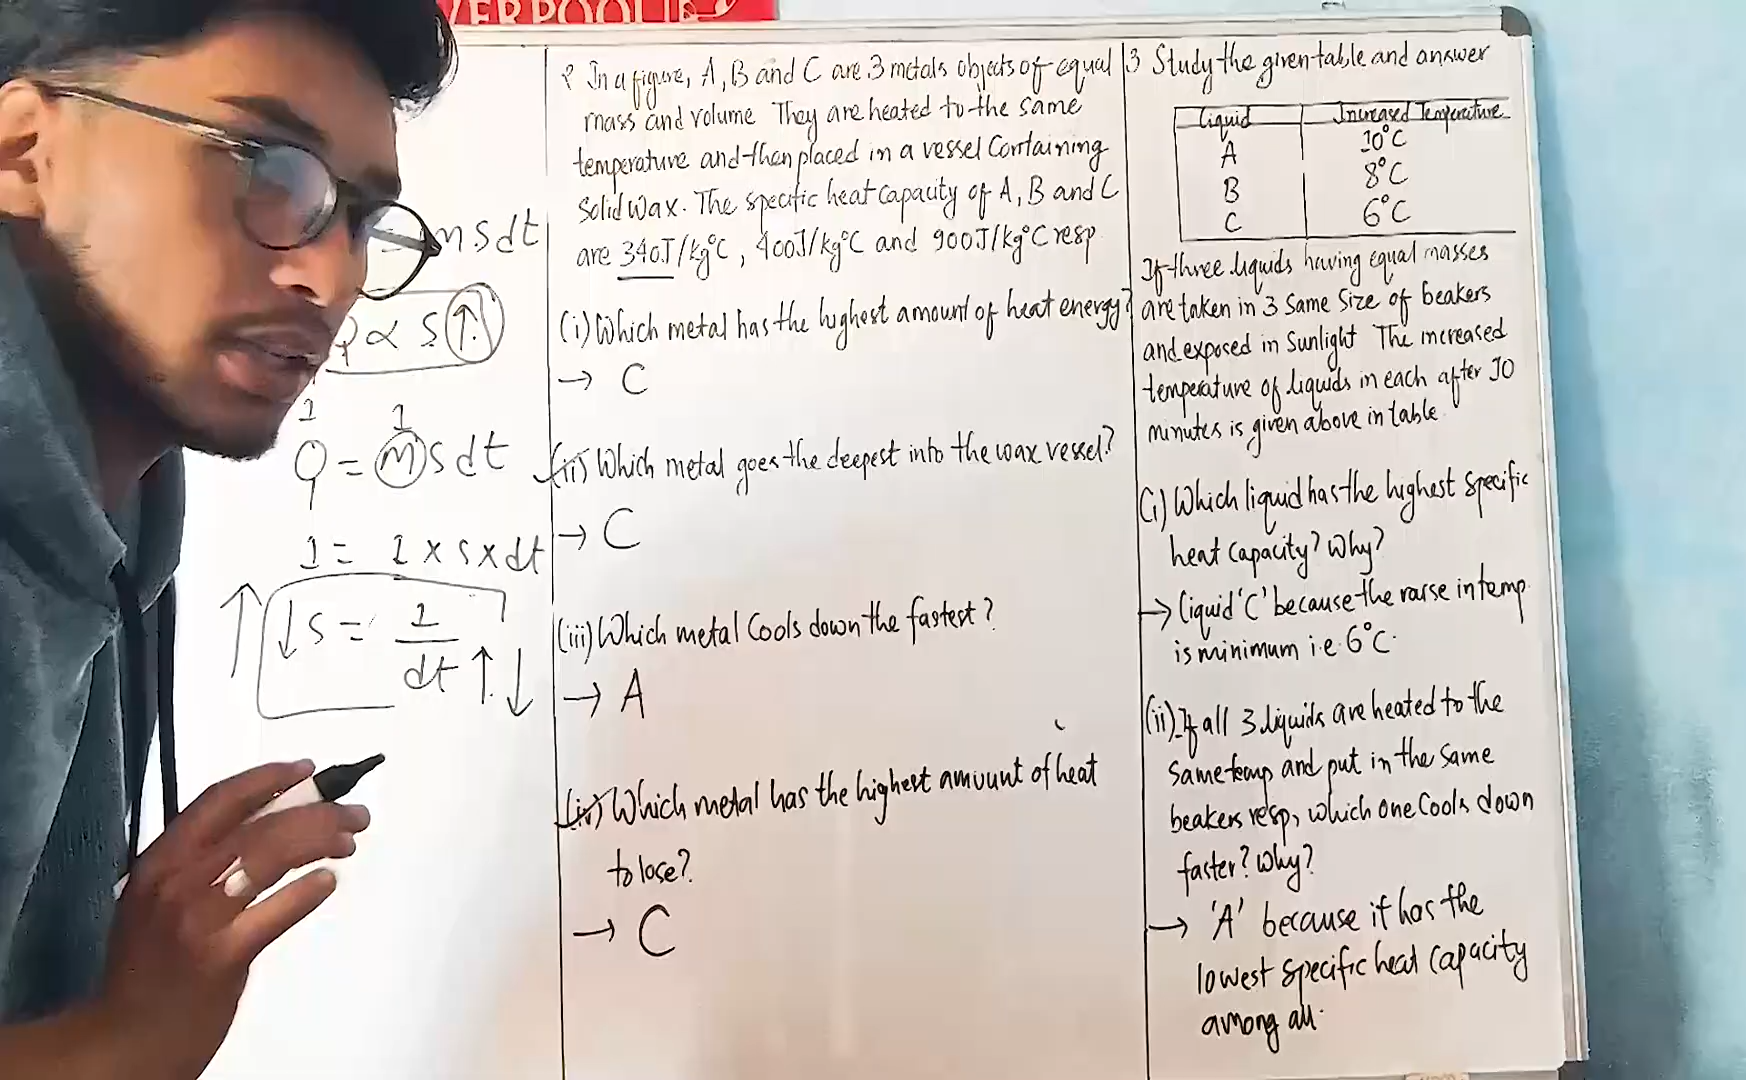 VERPOOL
m s dt
Q ∝ S ↑
1 1
Q = m s dt
1 = 1 × s × dt
↑ ↓ s = 1/dt ↑ ↓
In a figure, A, B and C are 3 metals objects of equal
mass and volume They are heated to the same
temperature and then placed in a vessel Containing
Solid Wax. The specific heat capacity of A, B and C
are 340J/kg°C, 400J/kg°C and 900J/kg°C resp.
(i) Which metal has the highest amount of heat energy?
→ C
(ii) Which metal goes the deepest into the wax vessel?
→ C
(iii) Which metal Cools down the fastest?
→ A
(iv) Which metal has the highest amount of heat
to lose?
→ C
3 Study the given table and answer
Liquid Increased Temperature
A 10°C
B 8°C
C 6°C
If three liquids having equal masses
are taken in 3 same size of beakers
and exposed in Sunlight The increased
temperature of liquids in each after 10
minutes is given above in table.
(i) Which liquid has the highest specific
heat capacity? Why?
→ Liquid 'C' because the raise in temp
is minimum i.e 6°C.
(ii) If all 3 liquids are heated to the
same temp and put in the same
beakers resp, which one Cools down
faster? Why?
→ 'A' because it has the
lowest specific heat capacity
among all.